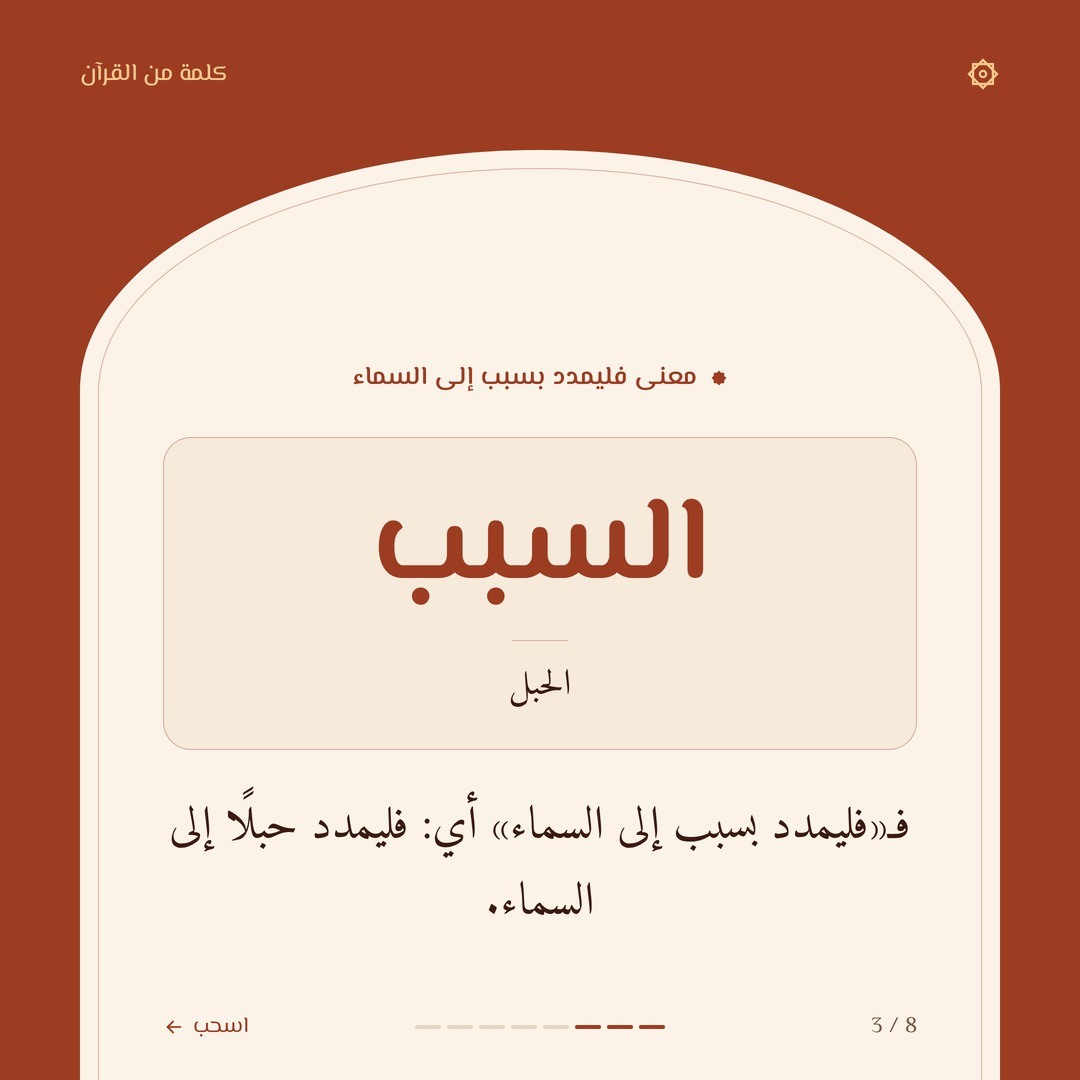 كلمة من القرآن
معنى فليمدد بسبب إلى السماء
السبب
الحبل
فـ«فليمدد بسبب إلى السماء» أي: فليمدد حبلًا إلى
السماء.
3 / 8
اسحب ←